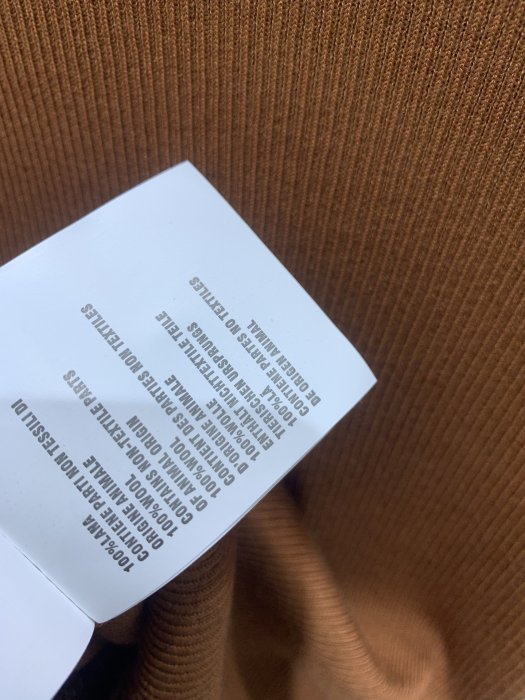 100%LANA
CONTIENE PARTI NON TESSILI DI
ORIGINE ANIMALE
100%WOOL
CONTAINS NON-TEXTILE PARTS
OF ANIMAL ORIGIN
100%WOOL
CONTIENT DES PARTIES NON TEXTILES
D'ORIGINE ANIMALE
100%WOLLE
ENTHÄLT NICHTTEXTILE TEILE
TIERISCHEN URSPRUNGS
100%LÃ
CONTIENE PARTES NO TEXTILES
DE ORIGEN ANIMAL